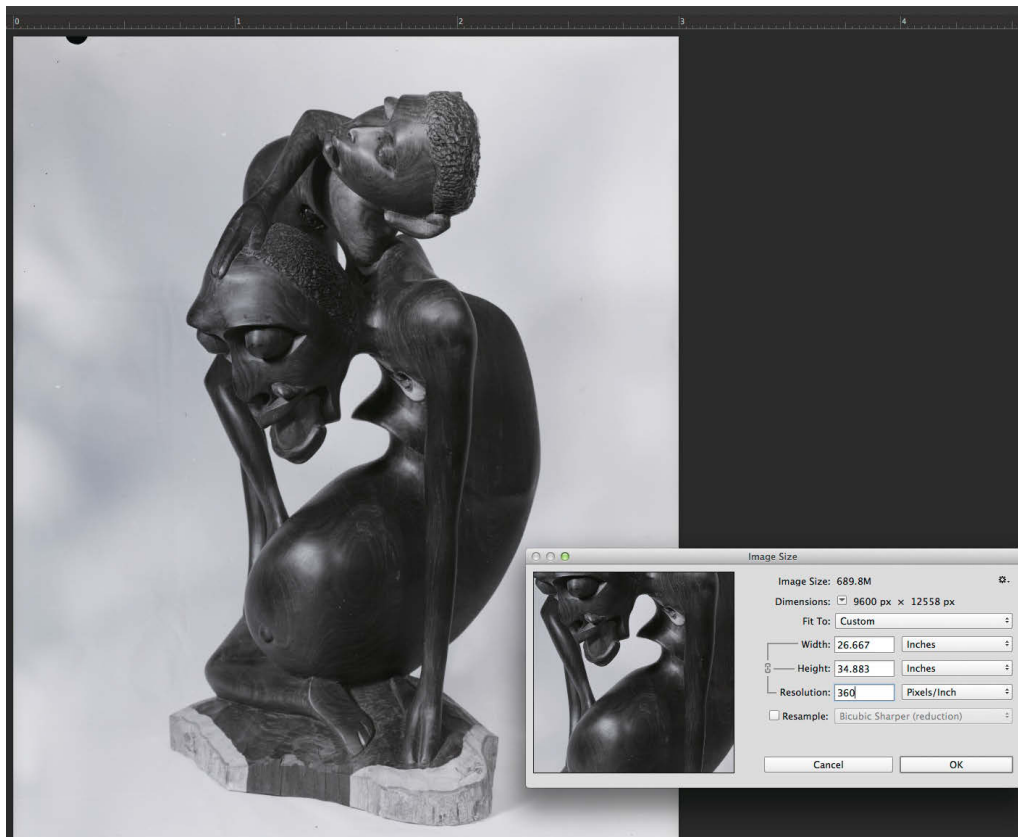 0 1 2 3 4
Image Size
Image Size: 689.8M
Dimensions: 9600 px × 12558 px
Fit To: Custom
Width: 26.667 Inches
Height: 34.883 Inches
Resolution: 360 Pixels/Inch
Resample: Bicubic Sharper (reduction)
Cancel OK